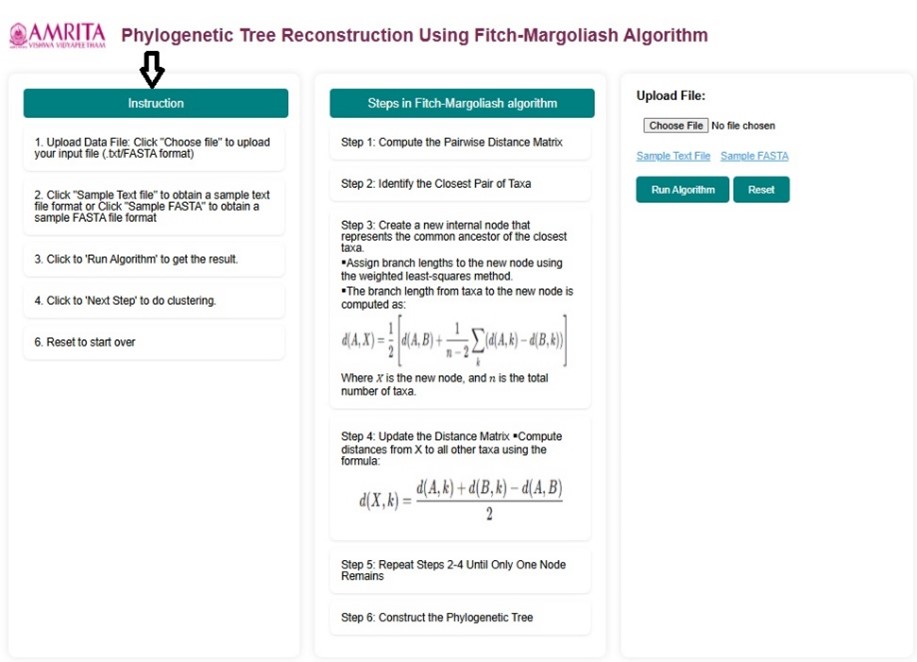 AMRITA
VISHWA VIDYAPEETHAM
Phylogenetic Tree Reconstruction Using Fitch-Margoliash Algorithm
Instruction
1. Upload Data File: Click "Choose file" to upload
your input file (.txt/FASTA format)
2. Click "Sample Text file" to obtain a sample text
file format or Click "Sample FASTA" to obtain a
sample FASTA file format
3. Click to 'Run Algorithm' to get the result.
4. Click to 'Next Step' to do clustering.
6. Reset to start over
Steps in Fitch-Margoliash algorithm
Step 1: Compute the Pairwise Distance Matrix
Step 2: Identify the Closest Pair of Taxa
Step 3: Create a new internal node that
represents the common ancestor of the closest
taxa.
▪Assign branch lengths to the new node using
the weighted least-squares method.
▪The branch length from taxa to the new node is
computed as:
d(A, X) = 1/2 [d(A, B) + 1/(n − 2) ∑_k (d(A, k) − d(B, k))]
Where X is the new node, and n is the total
number of taxa.
Step 4: Update the Distance Matrix ▪Compute
distances from X to all other taxa using the
formula:
d(X, k) = (d(A, k) + d(B, k) − d(A, B)) / 2
Step 5: Repeat Steps 2-4 Until Only One Node
Remains
Step 6: Construct the Phylogenetic Tree
Upload File:
Choose File No file chosen
Sample Text File Sample FASTA
Run Algorithm Reset